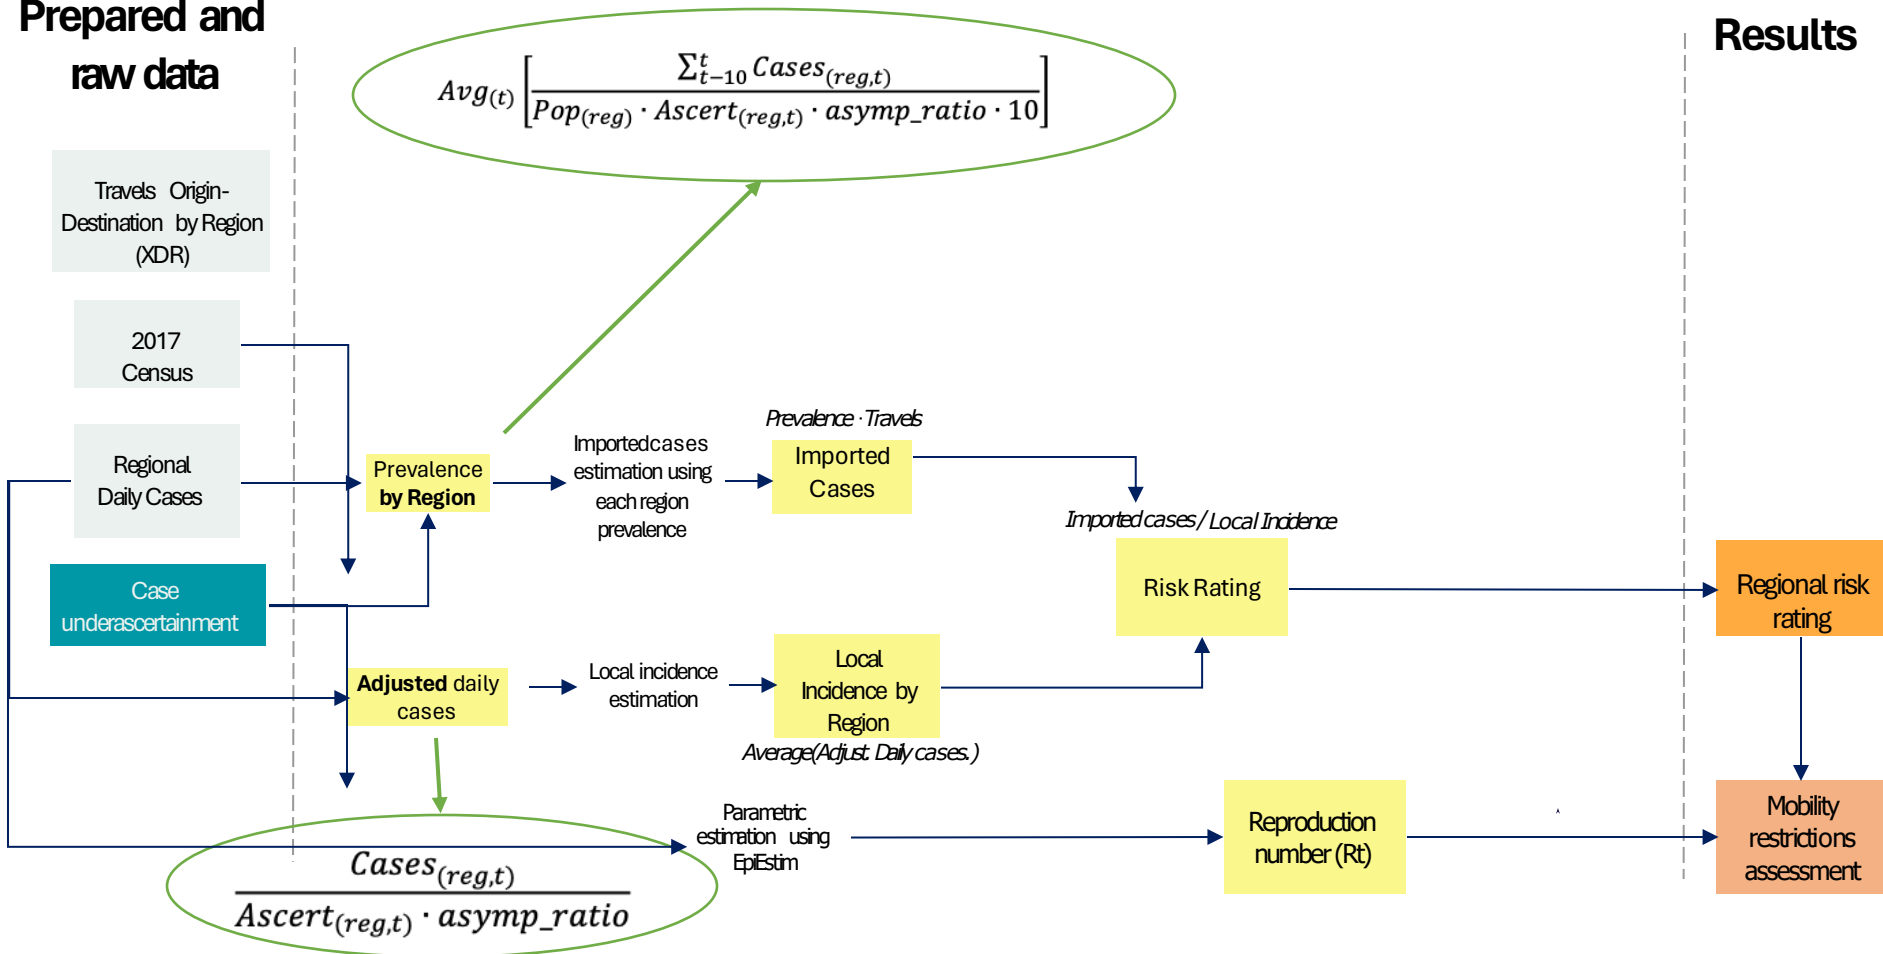 Prepared and
raw data
Results
Avg(t) [ ∑ᵗt−10 Cases(reg,t) / Pop(reg) · Ascert(reg,t) · asymp_ratio · 10 ]
Travels Origin-
Destination by Region
(XDR)
2017
Census
Regional
Daily Cases
Case
underascertainment
Prevalence
by Region
Imported cases
estimation using
each region
prevalence
Prevalence · Travels
Imported
Cases
Imported cases / Local Incidence
Risk Rating
Regional risk
rating
Adjusted daily
cases
Local incidence
estimation
Local
Incidence by
Region
Average(Adjust. Daily cases.)
Parametric
estimation using
EpiEstim
Reproduction
number (Rt)
Mobility
restrictions
assessment
Cases(reg,t)
Ascert(reg,t) · asymp_ratio